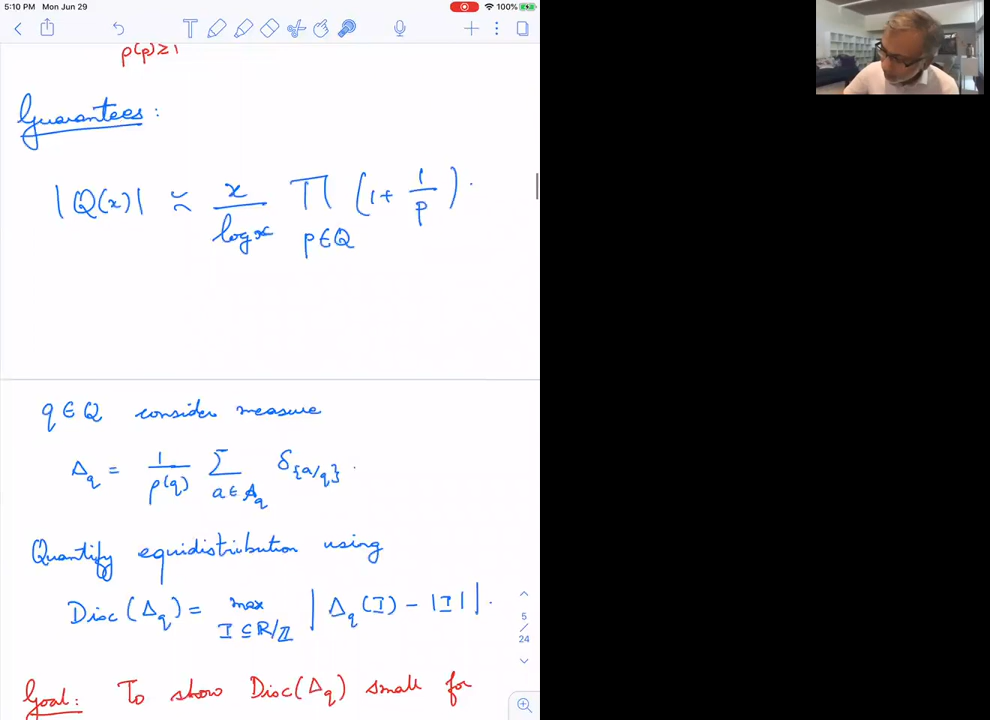 5:10 PM Mon Jun 29
100%
ρ(p) ≥ 1
Guarantees:
|Q(x)| ≍ x / log x ∏_{p∈Q} (1 + 1/p).
q ∈ Q consider measure
Δ_q = 1/ρ(q) ∑_{a∈A_q} δ_{{a/q}}.
Quantify equidistribution using
Disc(Δ_q) = max_{I⊆ℝ/ℤ} |Δ_q(I) − |I||.
Goal: To show Disc(Δ_q) small for
5
/
24